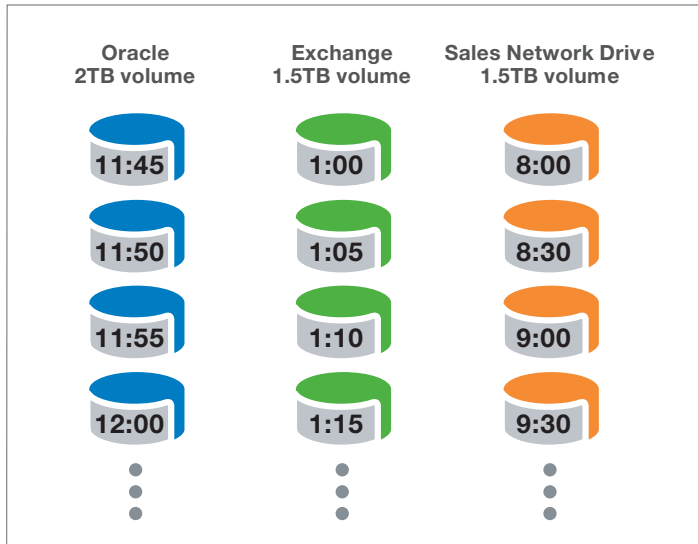 Oracle
2TB volume
Exchange
1.5TB volume
Sales Network Drive
1.5TB volume
11:45
1:00
8:00
11:50
1:05
8:30
11:55
1:10
9:00
12:00
1:15
9:30